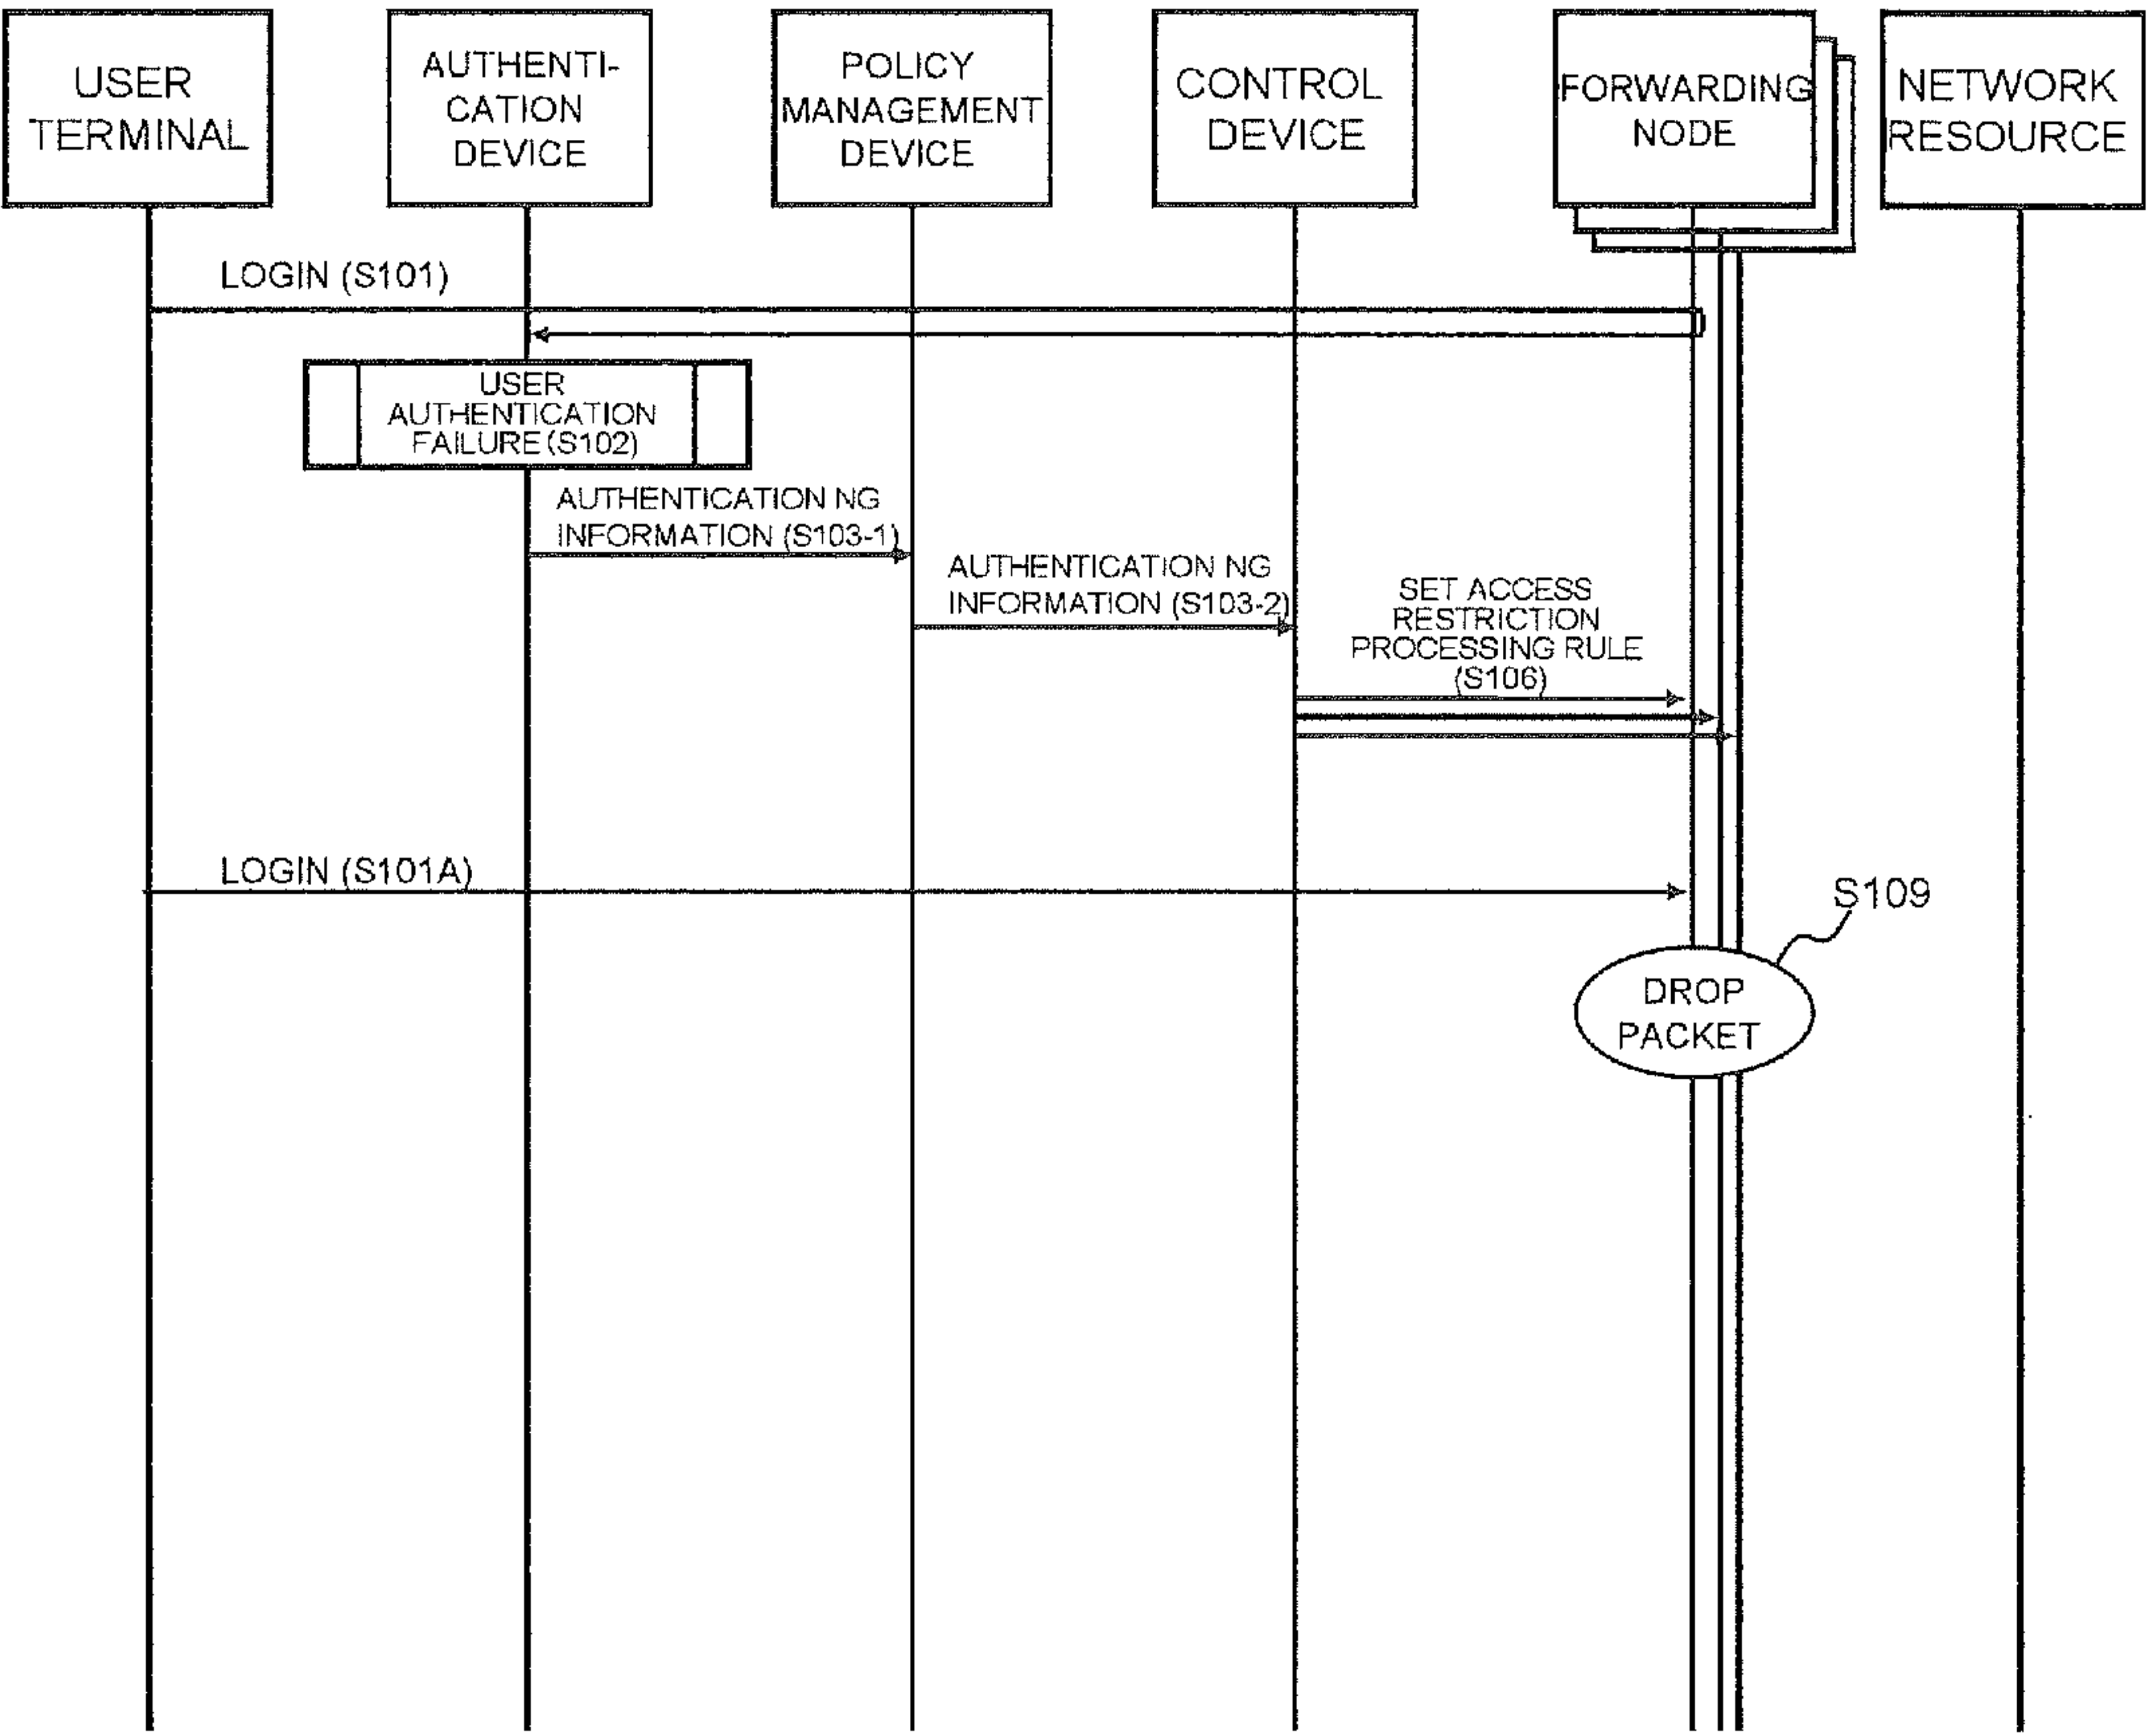 USER
TERMINAL
AUTHENTI-
CATION
DEVICE
POLICY
MANAGEMENT
DEVICE
CONTROL
DEVICE
FORWARDING
NODE
NETWORK
RESOURCE
LOGIN (S101)
USER
AUTHENTICATION
FAILURE(S102)
AUTHENTICATION NG
INFORMATION (S103-1)
AUTHENTICATION NG
INFORMATION (S103-2)
SET ACCESS
RESTRICTION
PROCESSING RULE
(S106)
LOGIN (S101A)
S109
DROP
PACKET